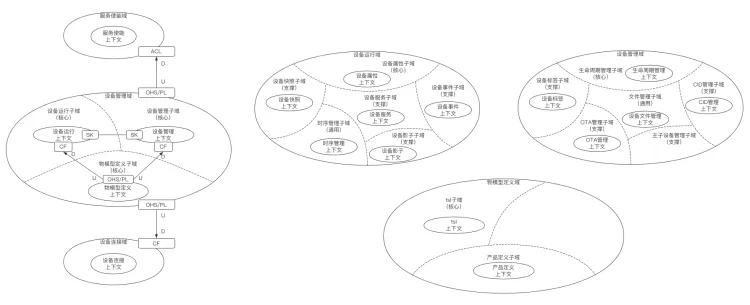 服务使能域
服务使能
上下文
ACL
D
U
OHS/PL
设备管理域
设备运行子域
(核心)
设备管理子域
(核心)
设备运行
上下文
SK
SK
设备管理
上下文
CF
CF
D
D
物模型定义子域
(核心)
U
OHS/PL
U
物模型定义
上下文
OHS/PL
U
D
CF
设备连接域
设备连接
上下文
设备运行域
设备属性子域
(核心)
设备属性
上下文
设备快照子域
(支撑)
设备快照
上下文
设备事件子域
(支撑)
设备事件
上下文
设备服务子域
(支撑)
设备服务
上下文
时序管理子域
(通用)
时序管理
上下文
设备影子子域
(支撑)
设备影子
上下文
设备管理域
生命周期管理子域
(核心)
生命周期管理
上下文
设备标签子域
(支撑)
设备标签
上下文
CID管理子域
(支撑)
CID管理
上下文
文件管理子域
(通用)
设备文件管理
上下文
OTA管理子域
(支撑)
OTA管理
上下文
主子设备管理子域
(支撑)
物模型定义域
tsl子域
(核心)
tsl
上下文
产品定义子域
产品定义
上下文